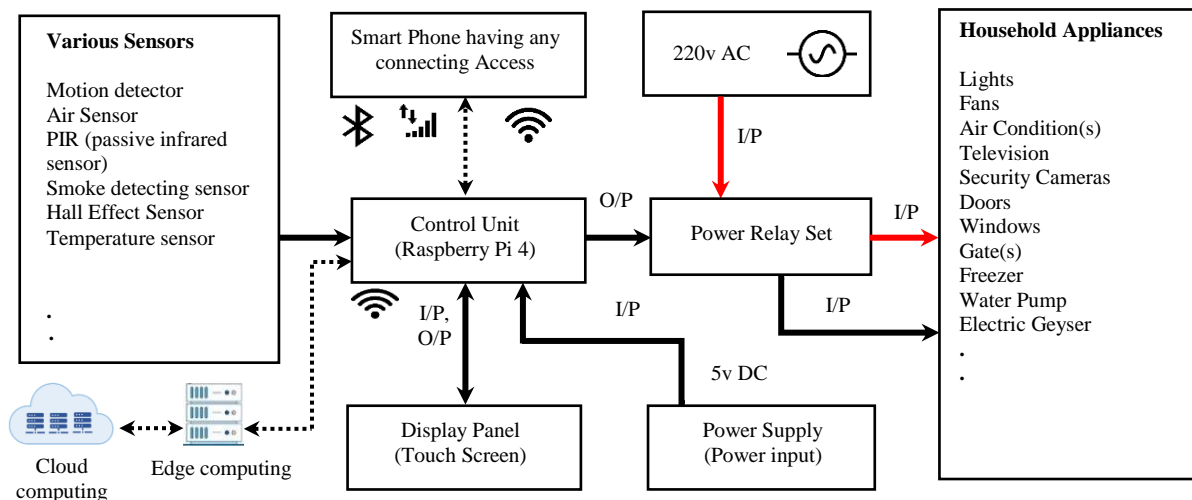 Various Sensors
Motion detector
Air Sensor
PIR (passive infrared
sensor)
Smoke detecting sensor
Hall Effect Sensor
Temperature sensor
.
.
Smart Phone having any
connecting Access
220v AC
I/P
Household Appliances
Lights
Fans
Air Condition(s)
Television
Security Cameras
Doors
Windows
Gate(s)
Freezer
Water Pump
Electric Geyser
.
.
Control Unit
(Raspberry Pi 4)
O/P
Power Relay Set
I/P
I/P
I/P,
O/P
I/P
5v DC
Display Panel
(Touch Screen)
Power Supply
(Power input)
Cloud
computing
Edge computing